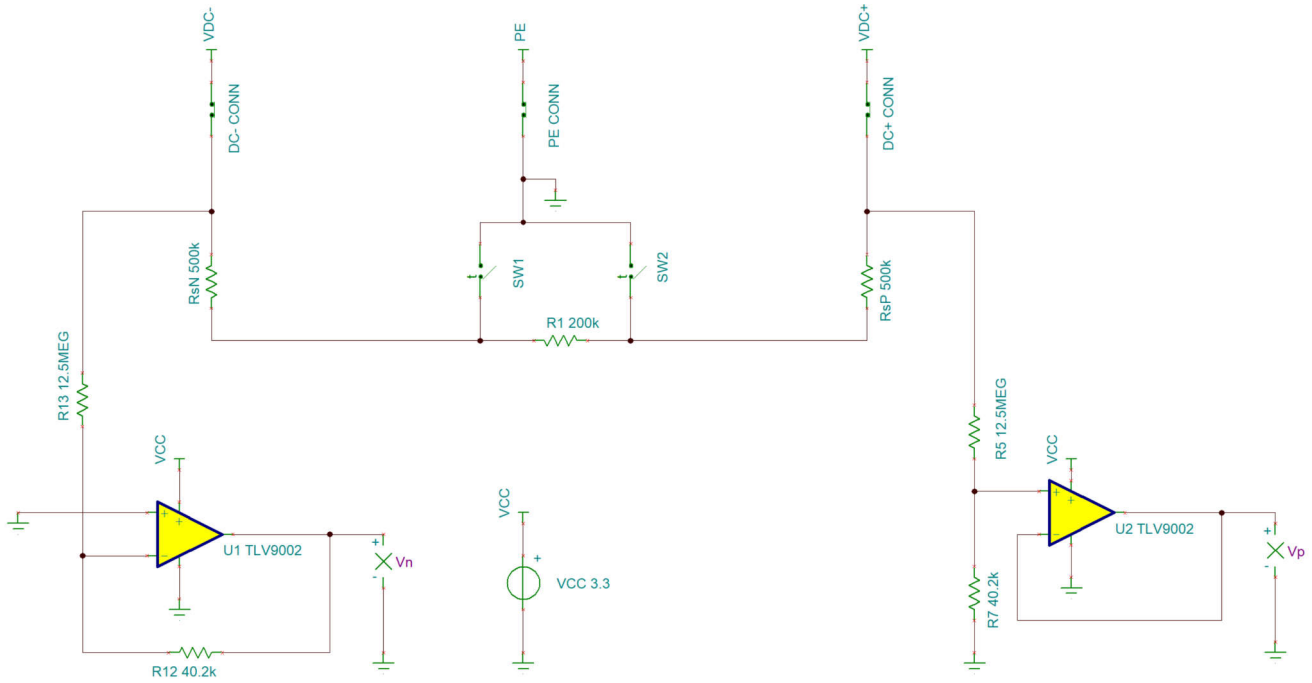 VDC-
PE
VDC+
DC- CONN
PE CONN
DC+ CONN
RsN 500k
t
SW1
t
SW2
RsP 500k
R1 200k
R13 12.5MEG
R5 12.5MEG
VCC
VCC
VCC
+
+
-
U1 TLV9002
+
Vn
-
+
VCC 3.3
+
+
-
U2 TLV9002
+
Vp
-
R7 40.2k
R12 40.2k